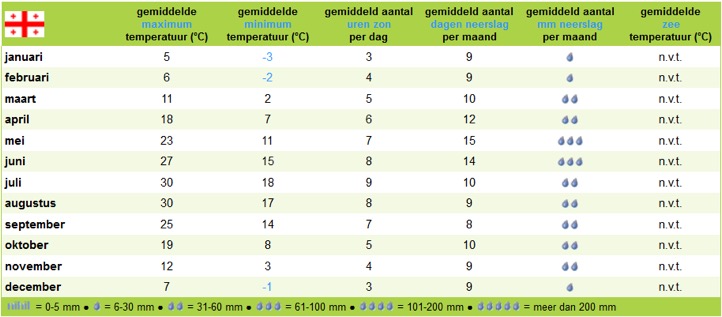 gemiddelde gemiddelde gemiddeld aantal gemiddeld aantal gemiddeld aantal gemiddelde
maximum minimum uren zon dagen neerslag mm neerslag zee
temperatuur (°C) temperatuur (°C) per dag per maand per maand temperatuur (°C)
januari 5 -3 3 9 n.v.t.
februari 6 -2 4 9 n.v.t.
maart 11 2 5 10 n.v.t.
april 18 7 6 12 n.v.t.
mei 23 11 7 15 n.v.t.
juni 27 15 8 14 n.v.t.
juli 30 18 9 10 n.v.t.
augustus 30 17 8 9 n.v.t.
september 25 14 7 8 n.v.t.
oktober 19 8 5 10 n.v.t.
november 12 3 4 9 n.v.t.
december 7 -1 3 9 n.v.t.
= 0-5 mm ● = 6-30 mm ● = 31-60 mm ● = 61-100 mm ● = 101-200 mm ● = meer dan 200 mm